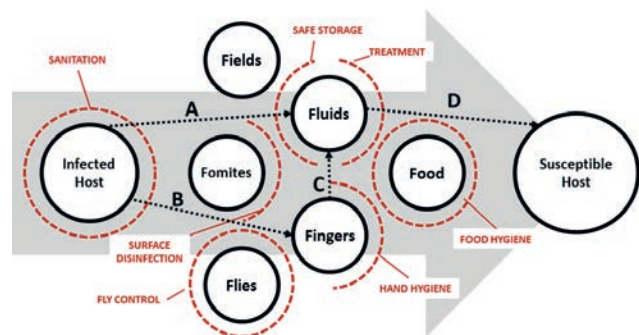 SAFE STORAGE
TREATMENT
SANITATION
Fields
A
Fluids
D
Infected
Host
Fomites
Food
Susceptible
Host
B
C
Fingers
SURFACE
DISINFECTION
FOOD HYGIENE
FLY CONTROL
Flies
HAND HYGIENE